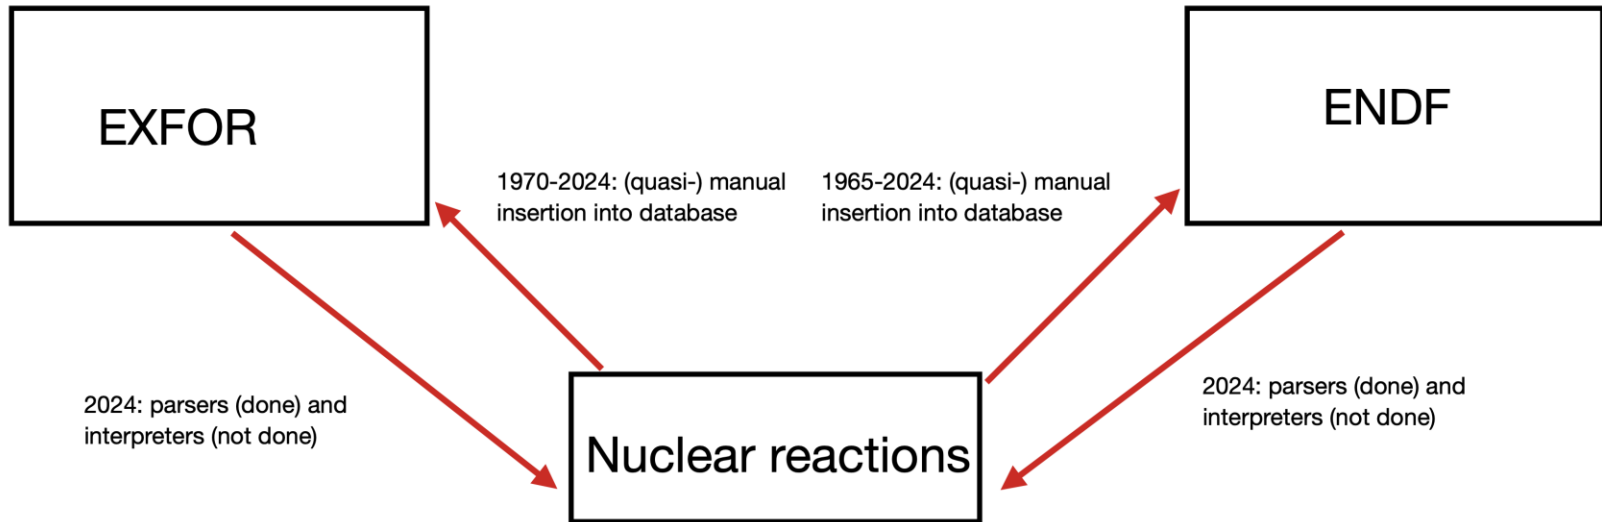 EXFOR
ENDF
1970-2024: (quasi-) manual
insertion into database
1965-2024: (quasi-) manual
insertion into database
2024: parsers (done) and
interpreters (not done)
2024: parsers (done) and
interpreters (not done)
Nuclear reactions